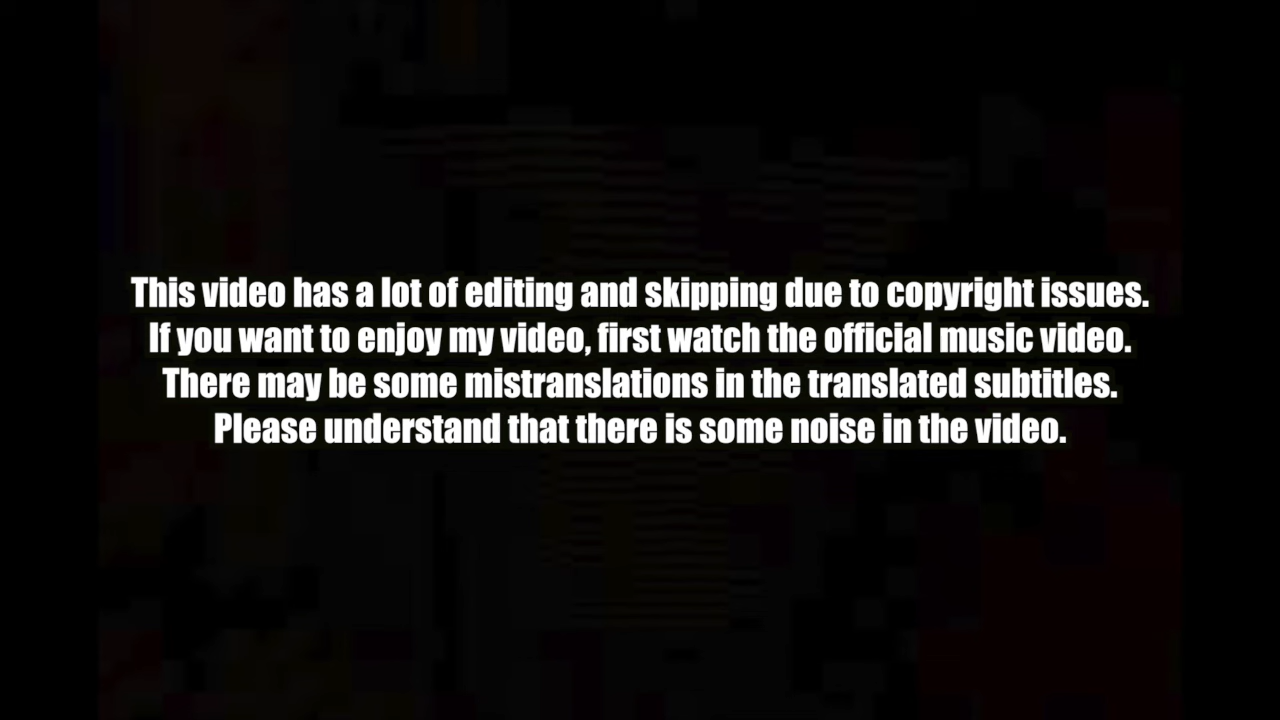 This video has a lot of editing and skipping due to copyright issues.
If you want to enjoy my video, first watch the official music video.
There may be some mistranslations in the translated subtitles.
Please understand that there is some noise in the video.